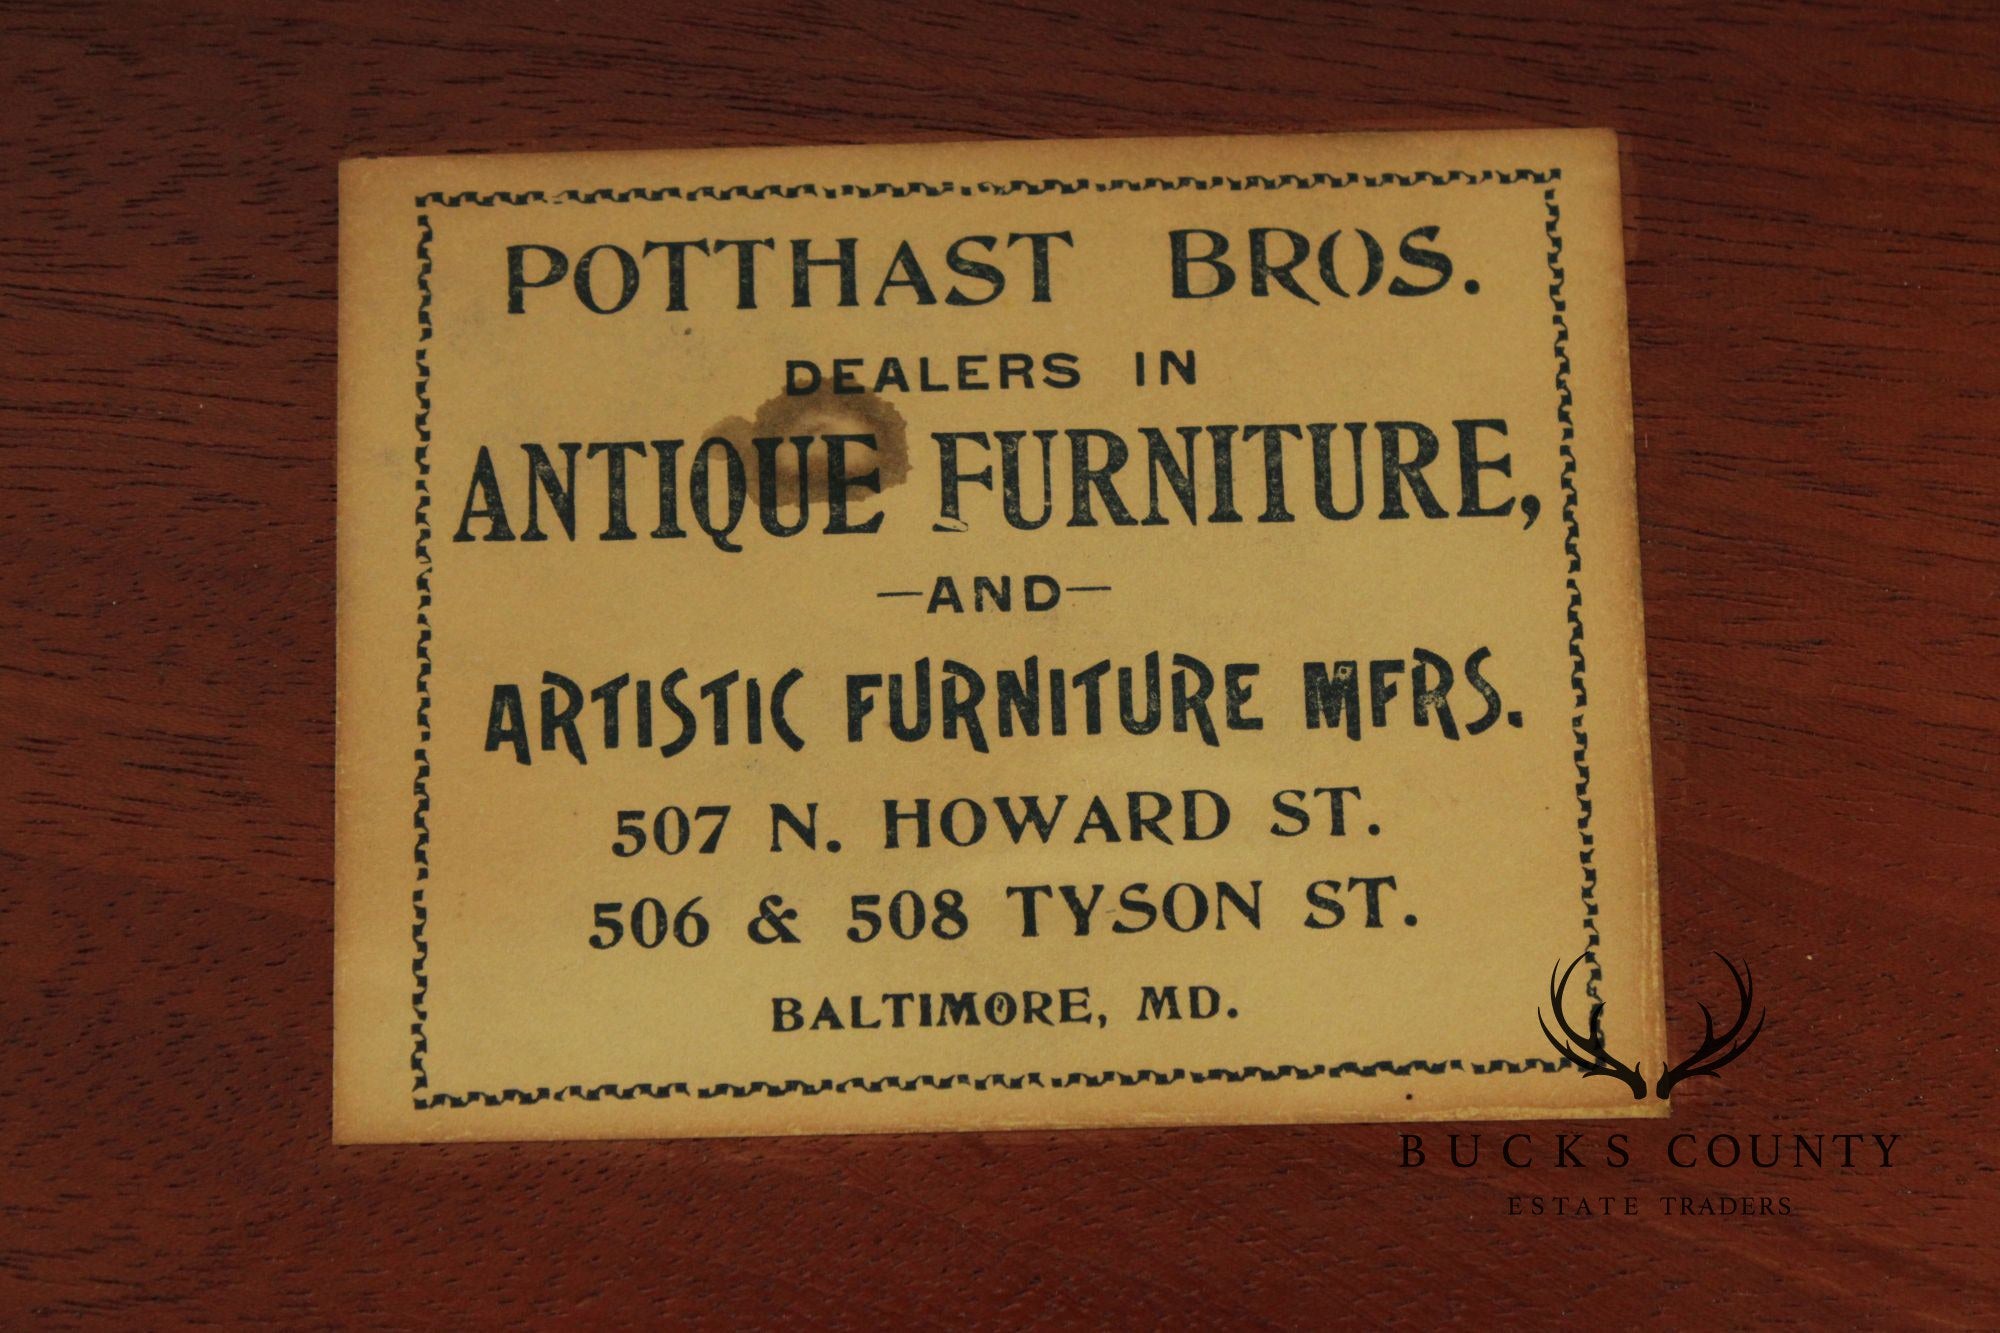 POTTHAST BROS.
DEALERS IN
ANTIQUE FURNITURE,
—AND—
ARTISTIC FURNITURE MFRS.
507 N. HOWARD ST.
506 & 508 TYSON ST.
BALTIMORE, MD.
BUCKS COUNTY
ESTATE TRADERS